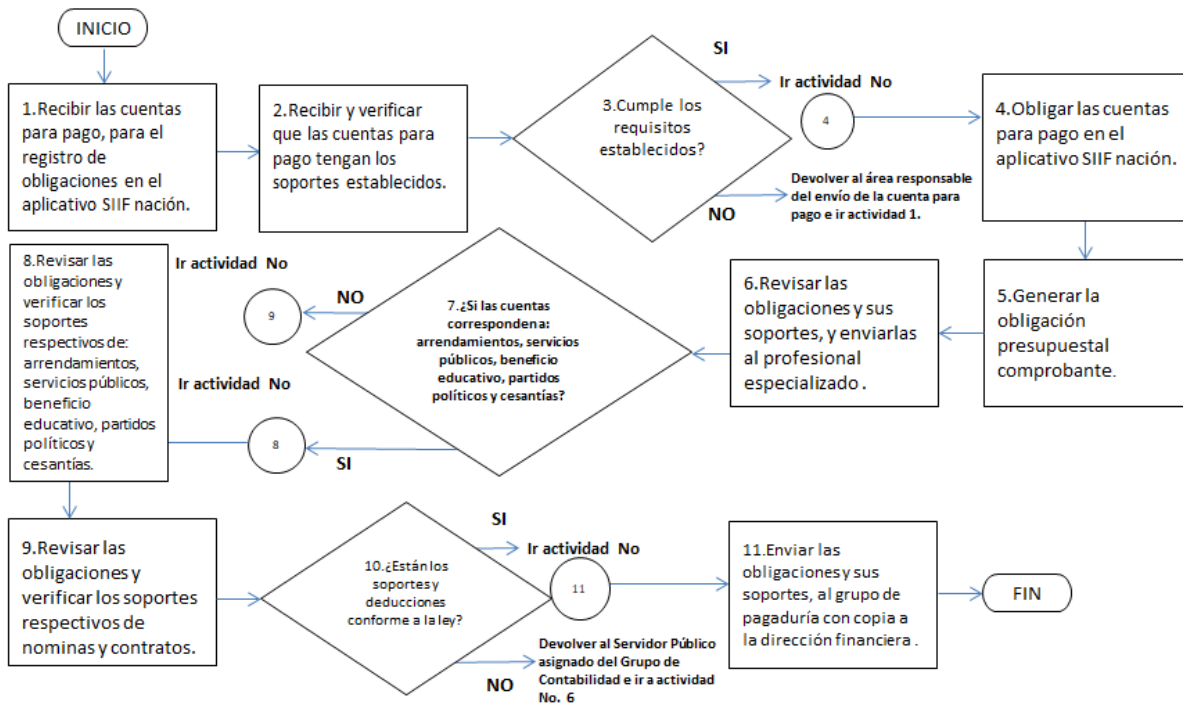 INICIO
1.Recibir las cuentas
para pago, para el
registro de
obligaciones en el
aplicativo SIIF nación.
2.Recibir y verificar
que las cuentas para
pago tengan los
soportes establecidos.
3.Cumple los
requisitos
establecidos?
SI
Ir actividad No
4
NO
Devolver al área responsable
del envío de la cuenta para
pago e ir actividad 1.
4.Obligar las cuentas
para pago en el
aplicativo SIIF nación.
5.Generar la
obligación
presupuestal
comprobante.
6.Revisar las
obligaciones y sus
soportes, y enviarlas
al profesional
especializado .
7.¿Si las cuentas
corresponden a:
arrendamientos, servicios
públicos, beneficio
educativo, partidos
políticos y cesantías?
Ir actividad No
NO
9
Ir actividad No
8
SI
8.Revisar las
obligaciones y
verificar los
soportes
respectivos de:
arrendamientos,
servicios públicos,
beneficio
educativo, partidos
políticos y
cesantías.
9.Revisar las
obligaciones y
verificar los soportes
respectivos de
nominas y contratos.
10.¿Están los
soportes y
deducciones
conforme a la ley?
SI
Ir actividad No
11
NO
Devolver al Servidor Público
asignado del Grupo de
Contabilidad e ir a actividad
No. 6
11.Enviar las
obligaciones y sus
soportes, al grupo de
pagaduría con copia a
la dirección financiera .
FIN